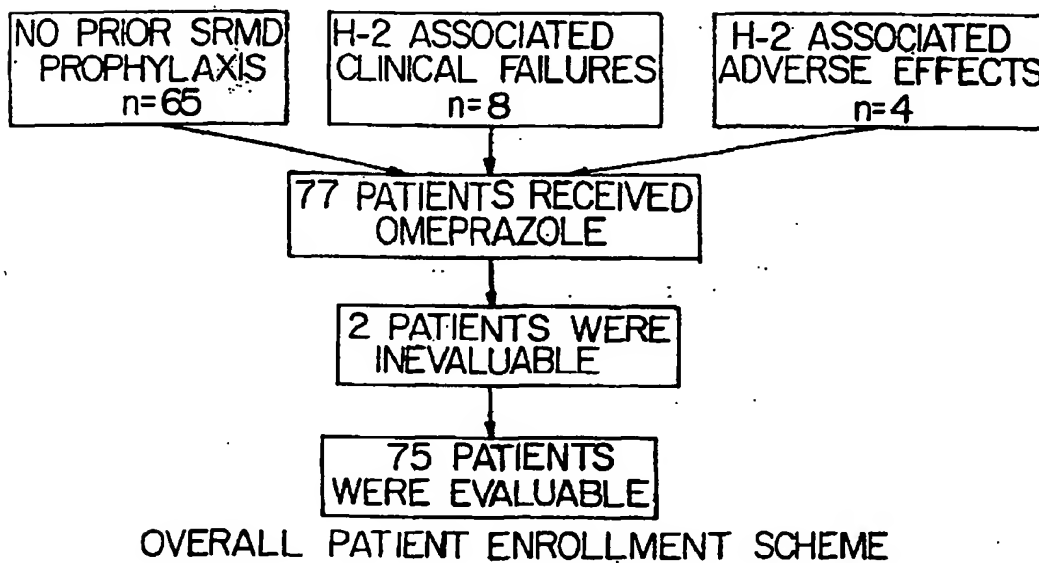 NO PRIOR SRMD
PROPHYLAXIS
n=65
H-2 ASSOCIATED
CLINICAL FAILURES
n=8
H-2 ASSOCIATED
ADVERSE EFFECTS
n=4
77 PATIENTS RECEIVED
OMEPRAZOLE
2 PATIENTS WERE
INEVALUABLE
75 PATIENTS
WERE EVALUABLE
OVERALL PATIENT ENROLLMENT SCHEME